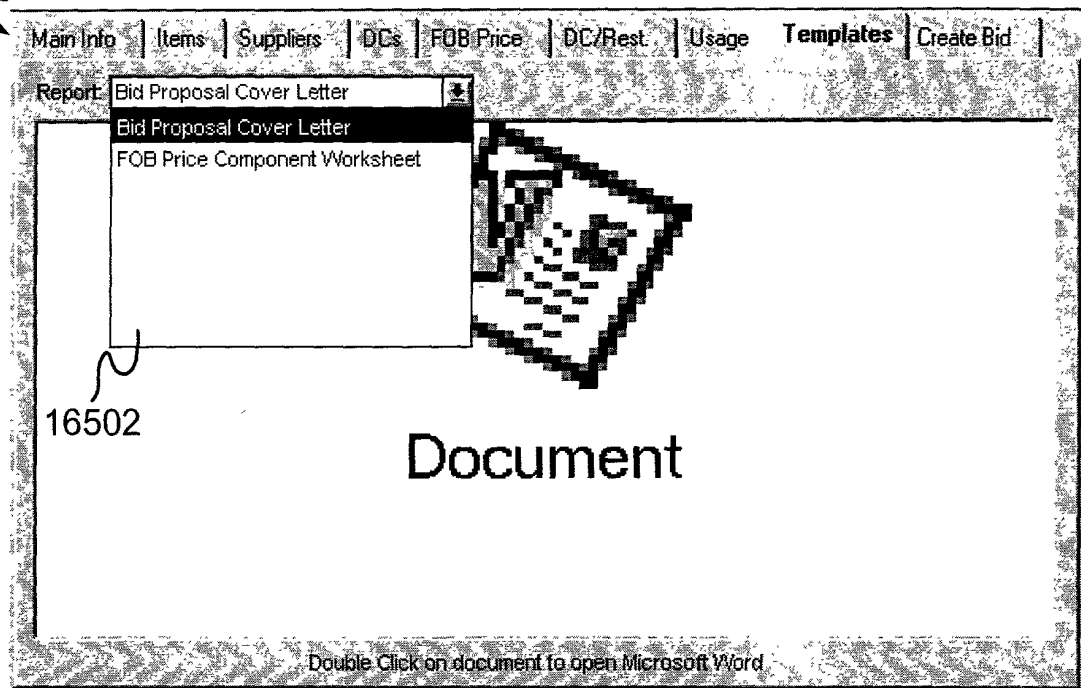 Main Info Items Suppliers DCs FOB Price DC/Rest. Usage Templates Create Bid
Report: Bid Proposal Cover Letter
Bid Proposal Cover Letter
FOB Price Component Worksheet
16502
Document
Double Click on document to open Microsoft Word